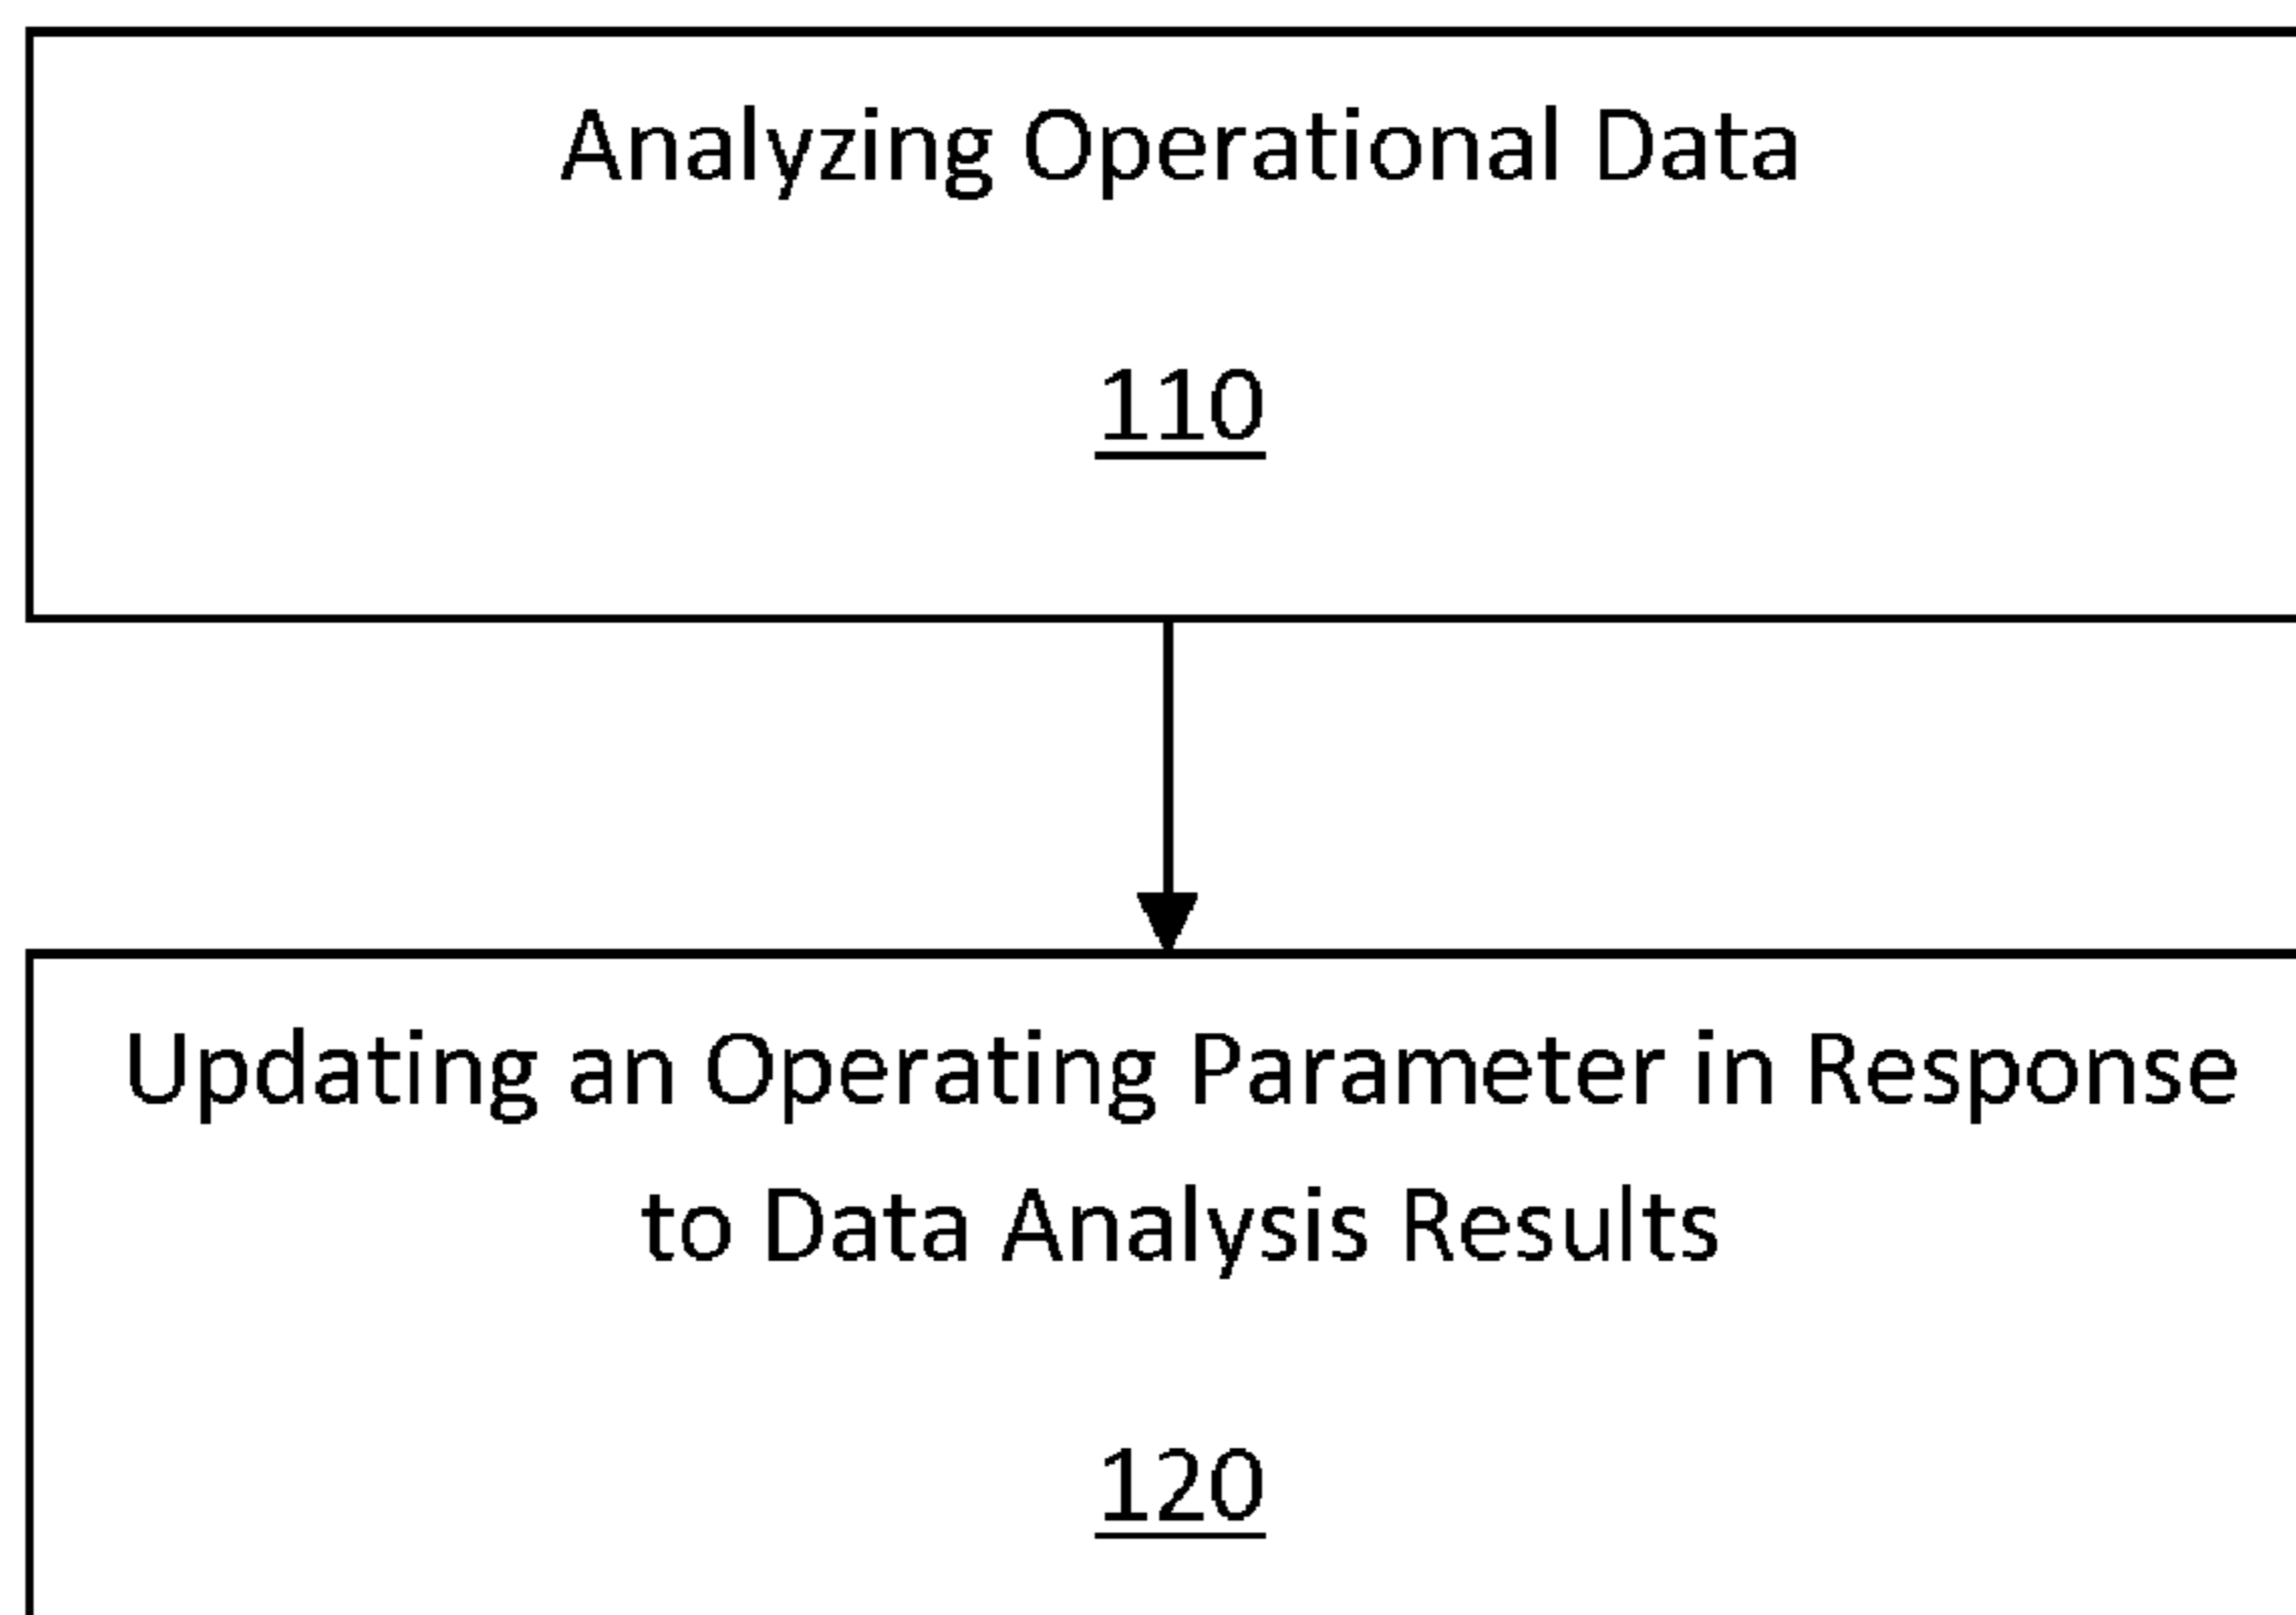 Analyzing Operational Data
110
Updating an Operating Parameter in Response
to Data Analysis Results
120